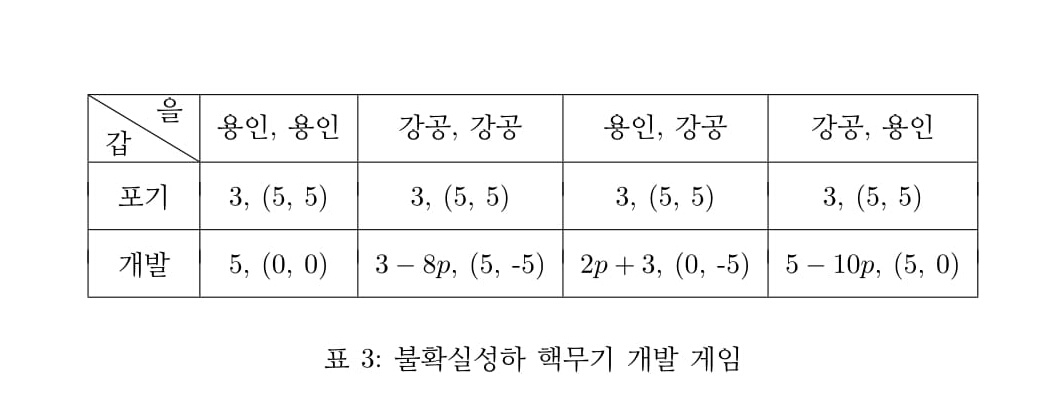 을
갑 용인, 용인 강공, 강공 용인, 강공 강공, 용인
포기 3, (5, 5) 3, (5, 5) 3, (5, 5) 3, (5, 5)
개발 5, (0, 0) 3 − 8p, (5, -5) 2p + 3, (0, -5) 5 − 10p, (5, 0)
표 3: 불확실성하 핵무기 개발 게임